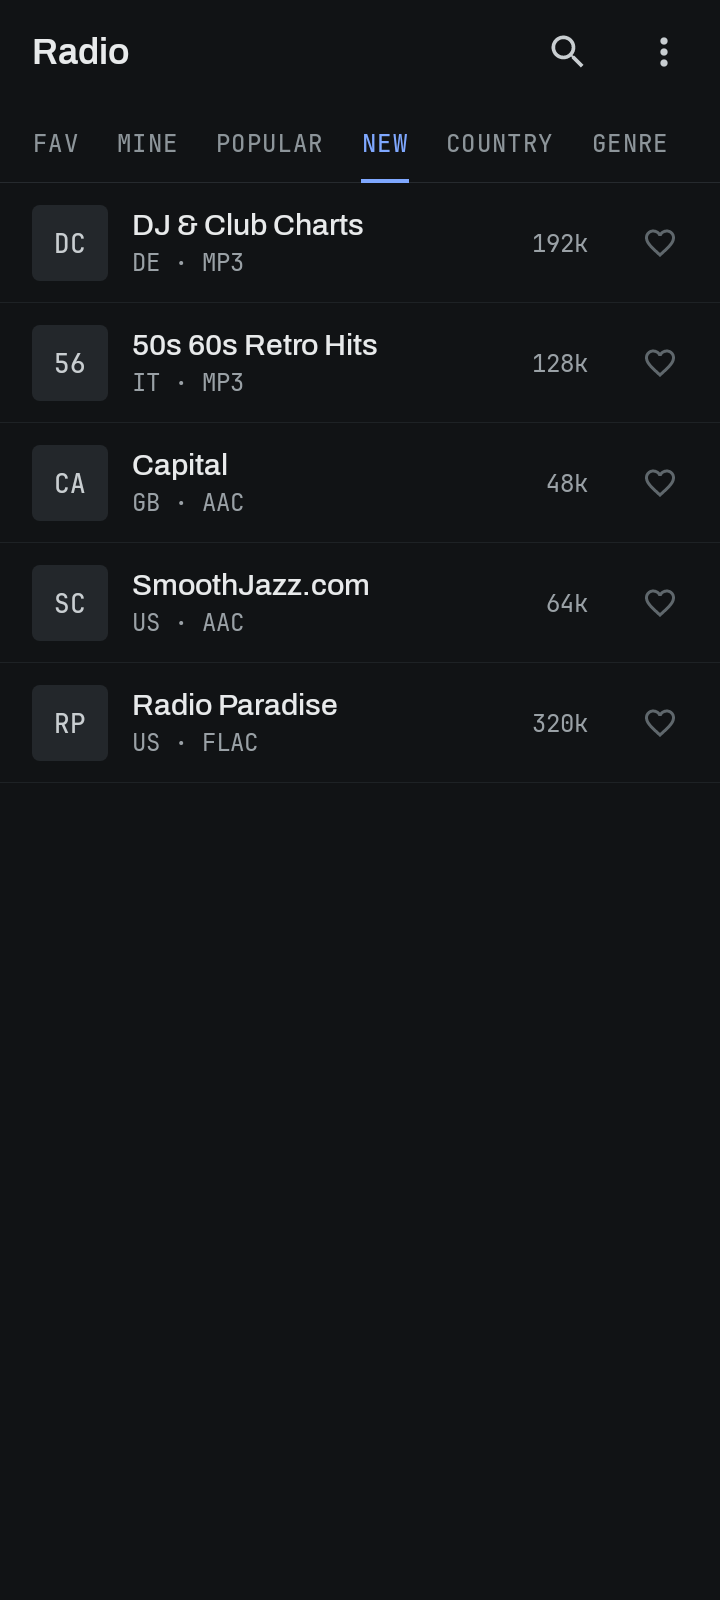 Radio
FAV MINE POPULAR NEW COUNTRY GENRE
DC DJ & Club Charts 192k
DE · MP3
56 50s 60s Retro Hits 128k
IT · MP3
CA Capital 48k
GB · AAC
SC SmoothJazz.com 64k
US · AAC
RP Radio Paradise 320k
US · FLAC